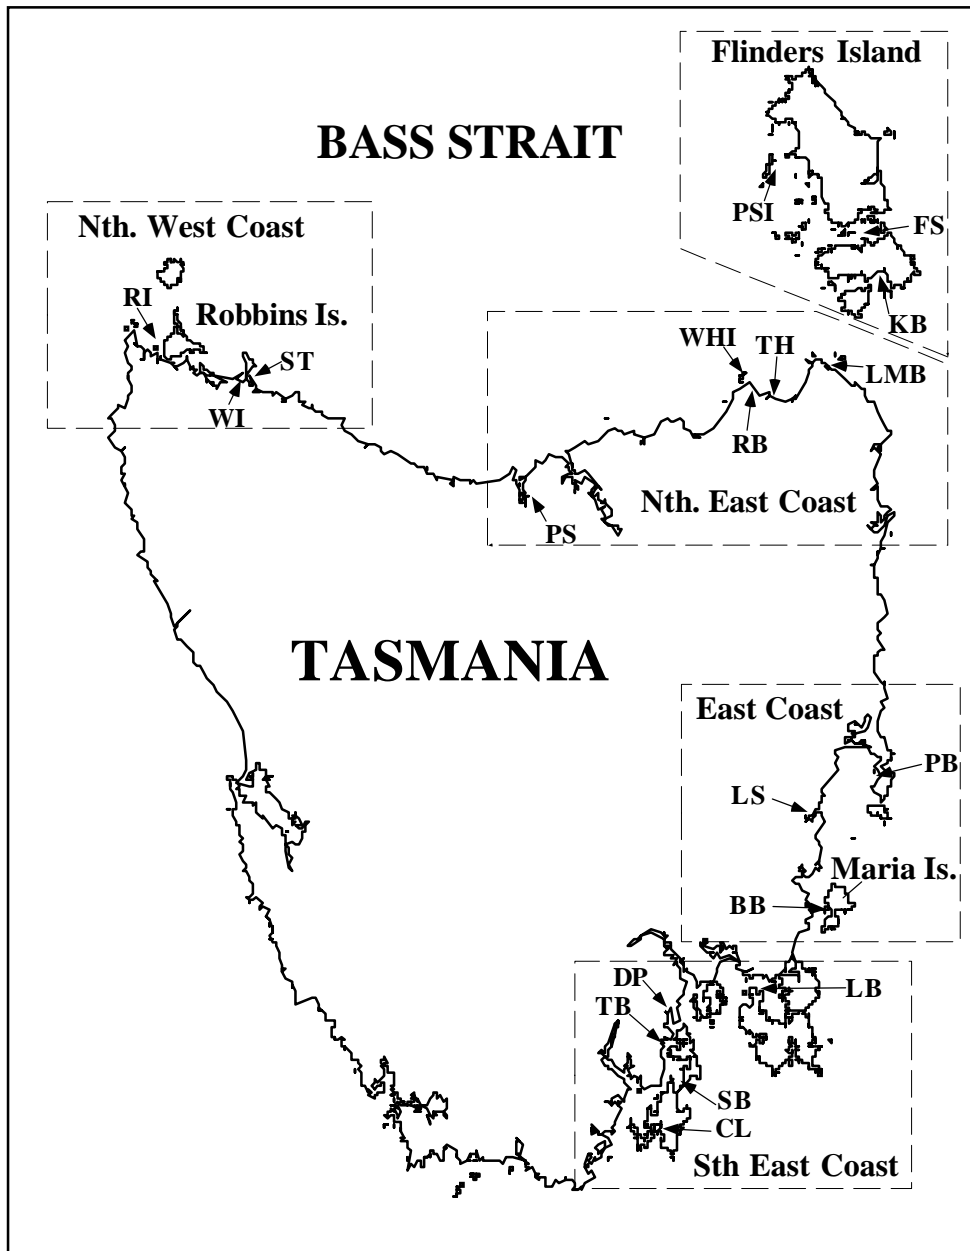 Flinders Island
BASS STRAIT
PSI
FS
Nth. West Coast
RI
Robbins Is.
KB
WHI
TH
ST
LMB
WI
RB
Nth. East Coast
PS
TASMANIA
East Coast
PB
LS
Maria Is.
BB
DP
LB
TB
SB
CL
Sth East Coast